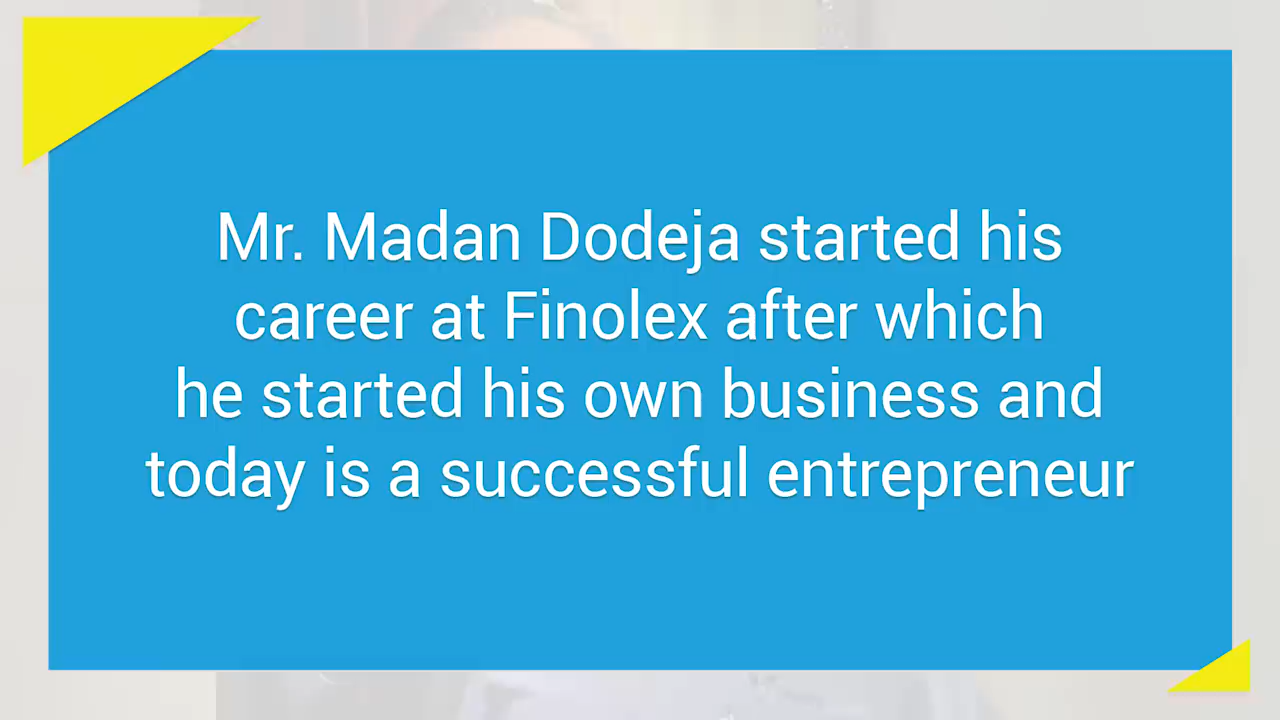 Mr. Madan Dodeja started his
career at Finolex after which
he started his own business and
today is a successful entrepreneur